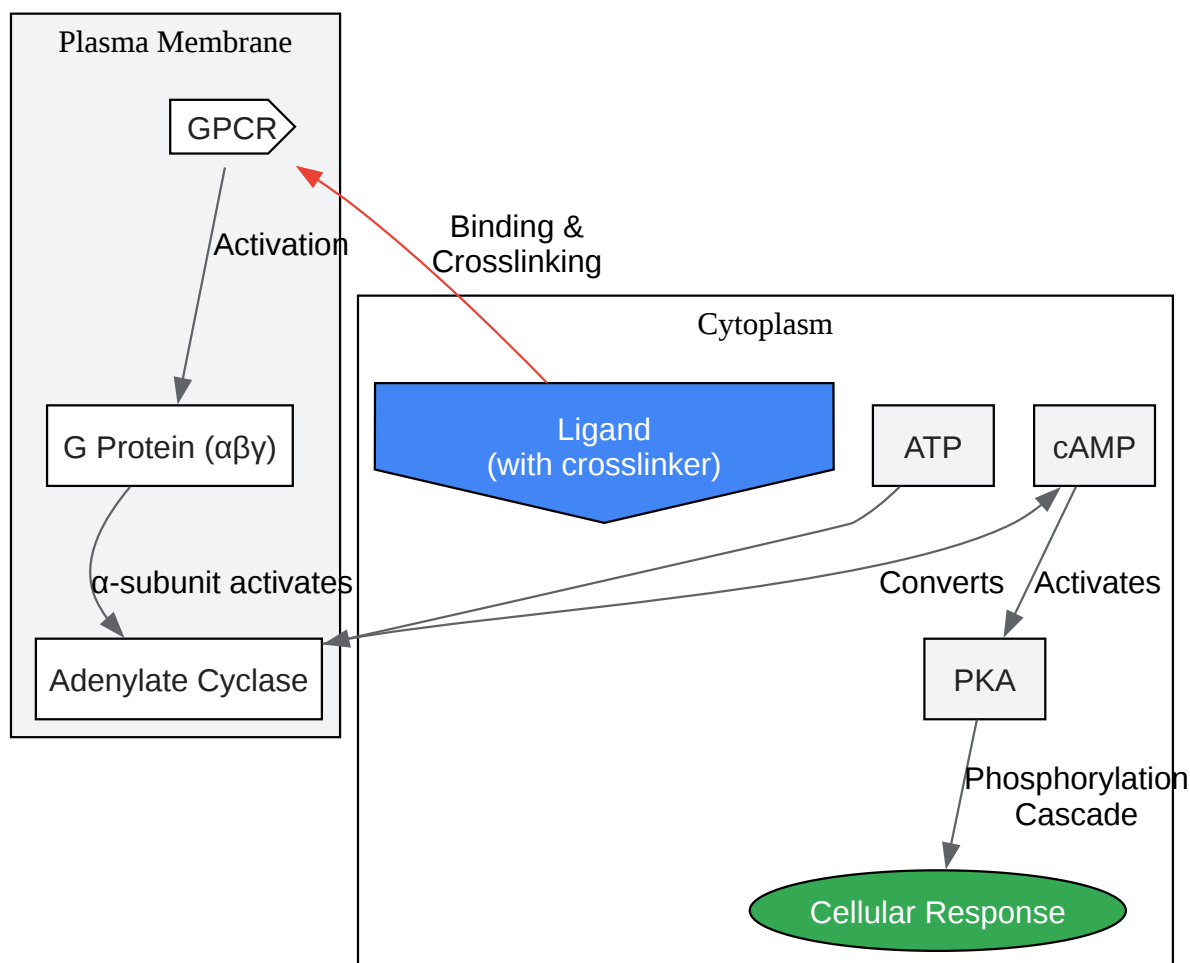 Plasma Membrane
GPCR
Binding &
Crosslinking
Activation
Cytoplasm
Ligand
(with crosslinker)
G Protein (αβγ)
ATP
cAMP
α-subunit activates
Converts
Activates
Adenylate Cyclase
PKA
Phosphorylation
Cascade
Cellular Response